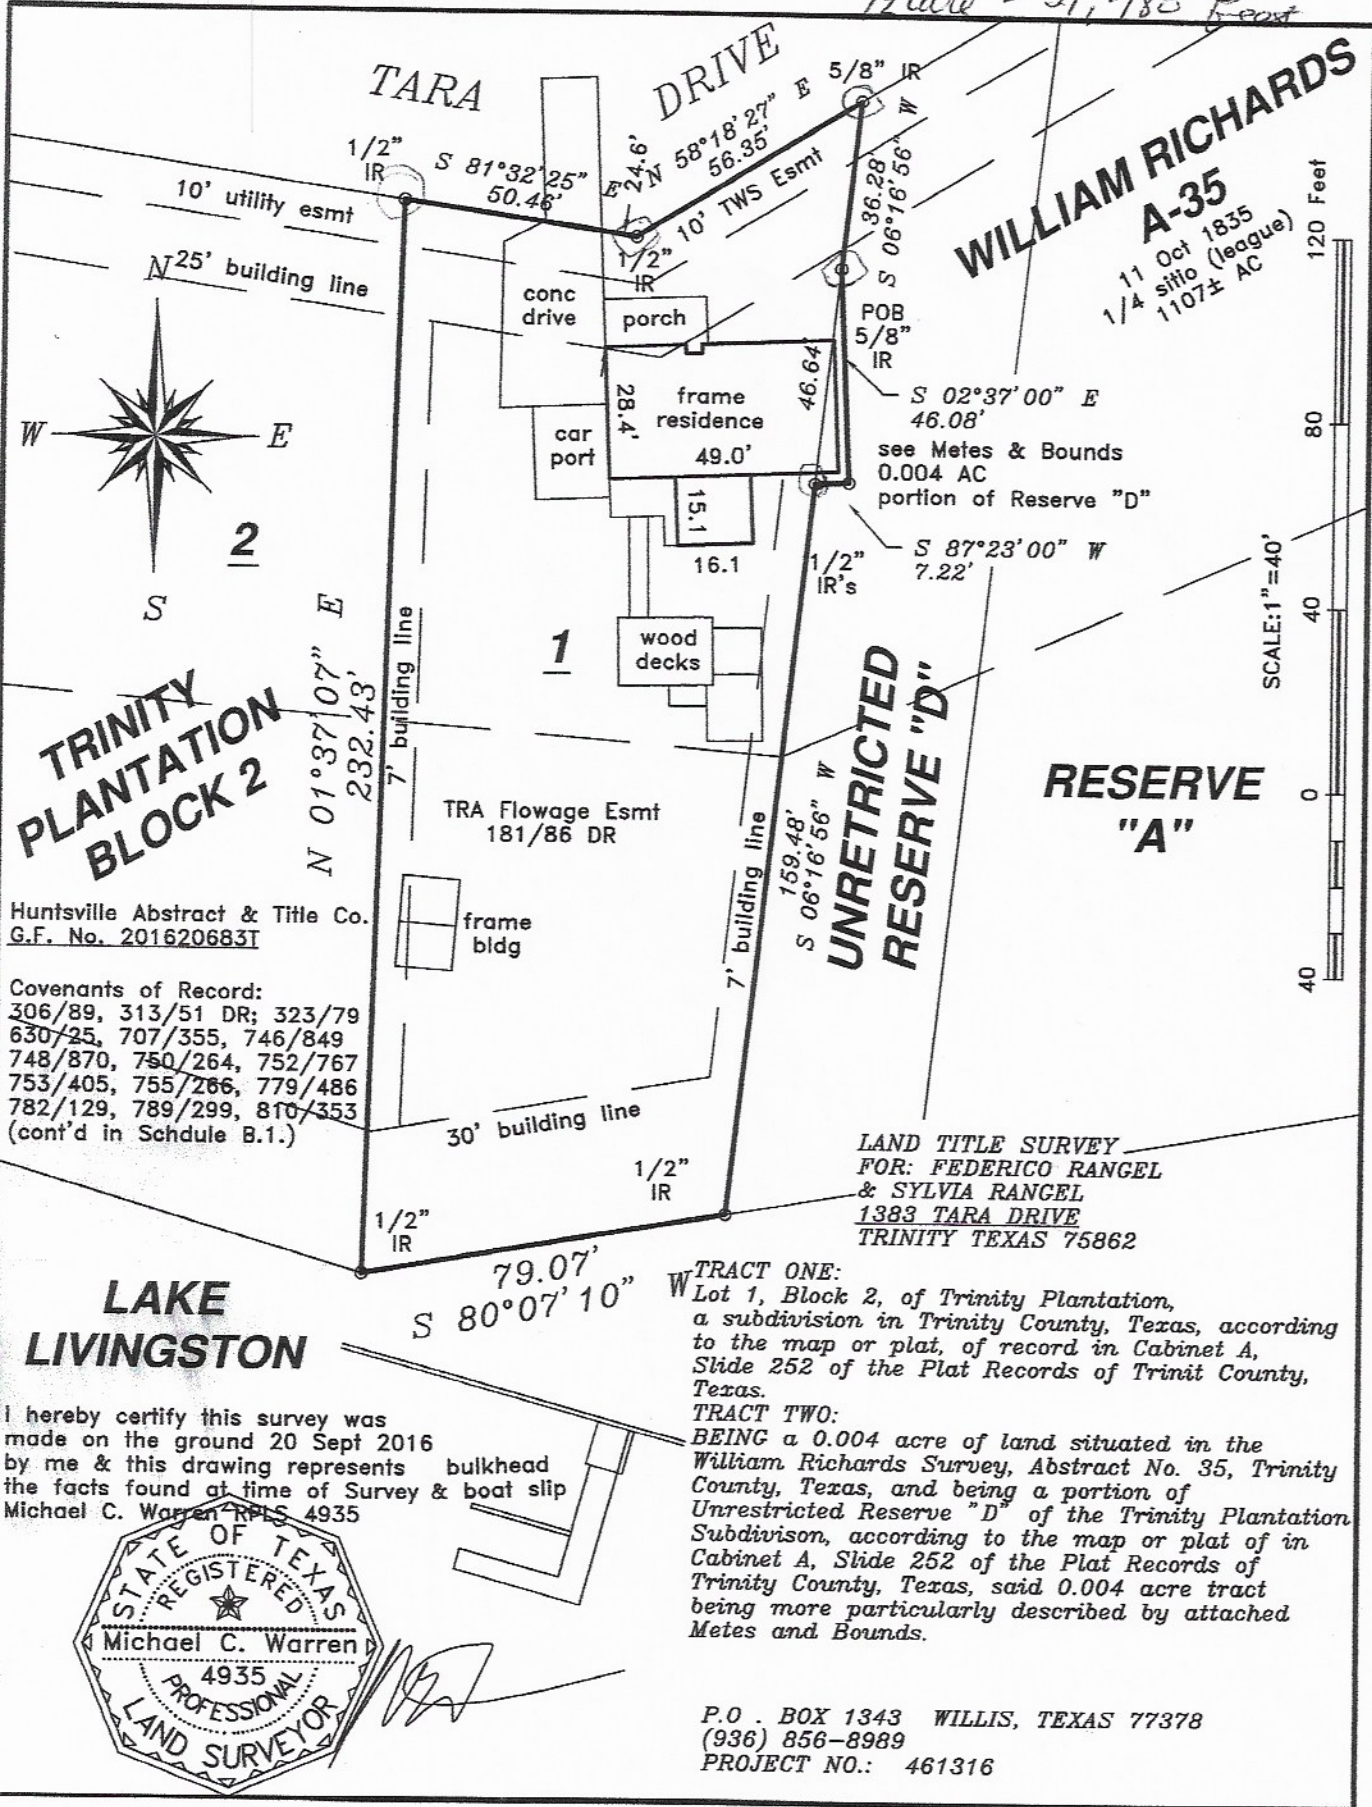 TARA DRIVE
5/8" IR
1/2" IR
S 81°32'25" E
50.46'
24.6'
N 58°18'27" E
56.35'
10' utility esmt
10' TWS Esmt
36.28'
S 06°16'56" W
WILLIAM RICHARDS
A-35
11 Oct 1835
1/4 sitio (league)
1107± AC
120 Feet
25' building line
N
1/2" IR
conc drive
porch
POB
5/8" IR
46.64'
S 02°37'00" E
46.08'
frame residence
28.4'
49.0'
car port
80
W
E
see Metes & Bounds
0.004 AC
portion of Reserve "D"
15.1
16.1
S 87°23'00" W
7.22'
1/2" IR's
2
S
1
wood decks
SCALE:1"=40'
40
N 01°37'07" E
232.43'
7' building line
TRINITY
PLANTATION
BLOCK 2
UNRETRICTED
RESERVE "D"
RESERVE
"A"
0
TRA Flowage Esmt
181/86 DR
159.48'
S 06°16'56" W
7' building line
frame bldg
40
Huntsville Abstract & Title Co.
G.F. No. 201620683T
Covenants of Record:
306/89, 313/51 DR; 323/79
630/25, 707/355, 746/849
748/870, 750/264, 752/767
753/405, 755/266, 779/486
782/129, 789/299, 810/353
(cont'd in Schdule B.1.)
30' building line
1/2" IR
1/2" IR
79.07'
S 80°07'10" W
LAND TITLE SURVEY
FOR: FEDERICO RANGEL
& SYLVIA RANGEL
1383 TARA DRIVE
TRINITY TEXAS 75862
LAKE
LIVINGSTON
TRACT ONE:
Lot 1, Block 2, of Trinity Plantation,
a subdivision in Trinity County, Texas, according
to the map or plat, of record in Cabinet A,
Slide 252 of the Plat Records of Trinit County,
Texas.
TRACT TWO:
BEING a 0.004 acre of land situated in the
William Richards Survey, Abstract No. 35, Trinity
County, Texas, and being a portion of
Unrestricted Reserve "D" of the Trinity Plantation
Subdivison, according to the map or plat of in
Cabinet A, Slide 252 of the Plat Records of
Trinity County, Texas, said 0.004 acre tract
being more particularly described by attached
Metes and Bounds.
I hereby certify this survey was
made on the ground 20 Sept 2016
by me & this drawing represents
the facts found at time of Survey
Michael C. Warren RPLS 4935
bulkhead
& boat slip
STATE OF TEXAS
REGISTERED
Michael C. Warren
4935
PROFESSIONAL
LAND SURVEYOR
P.O . BOX 1343 WILLIS, TEXAS 77378
(936) 856-8989
PROJECT NO.: 461316